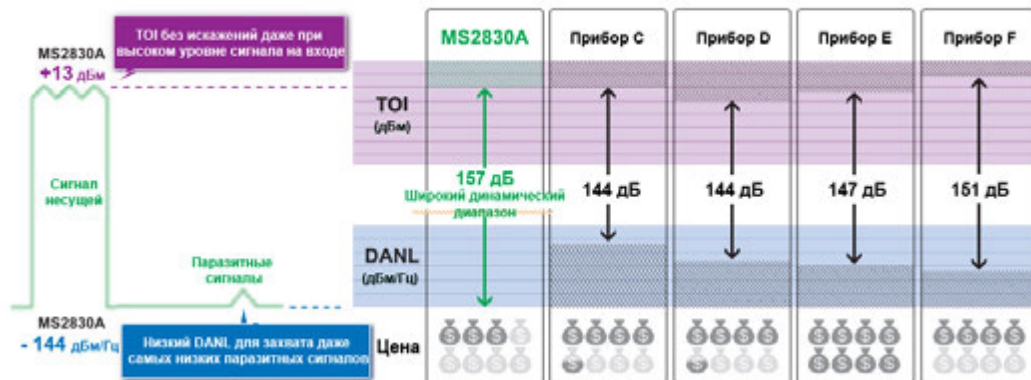 TOI без искажений даже при
высоком уровне сигнала на входе
MS2830A
+13 дБм
Сигнал
несущей
Паразитные
сигналы
MS2830A
- 144 дБм/Гц
Низкий DANL для захвата даже
самых низких паразитных сигналов
MS2830A
Прибор C
Прибор D
Прибор E
Прибор F
TOI
(дБм)
157 дБ
Широкий динамический
диапазон
144 дБ
144 дБ
147 дБ
151 дБ
DANL
(дБм/Гц)
Цена